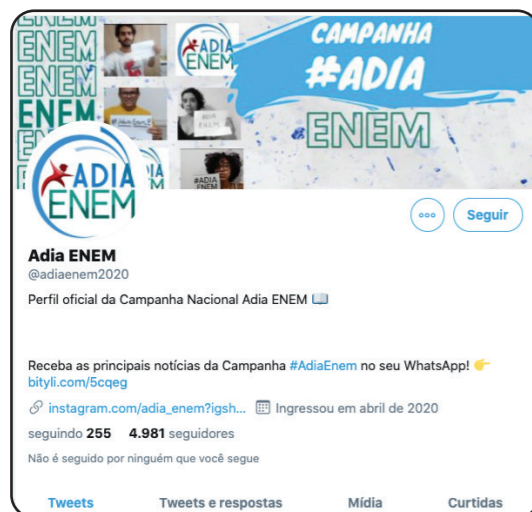 ENEM
ENEM
ENEM
ENEM
ADIA
ENEM
CAMPANHA
#ADIA
ENEM
ADIA
ENEM
Seguir
Adia ENEM
@adiaenem2020
Perfil oficial da Campanha Nacional Adia ENEM
Receba as principais notícias da Campanha #AdiaEnem no seu WhatsApp!
bityli.com/5cqeg
instagram.com/adia_enem?igsh... Ingressou em abril de 2020
seguindo 255 4.981 seguidores
Não é seguido por ninguém que você segue
Tweets Tweets e respostas Mídia Curtidas